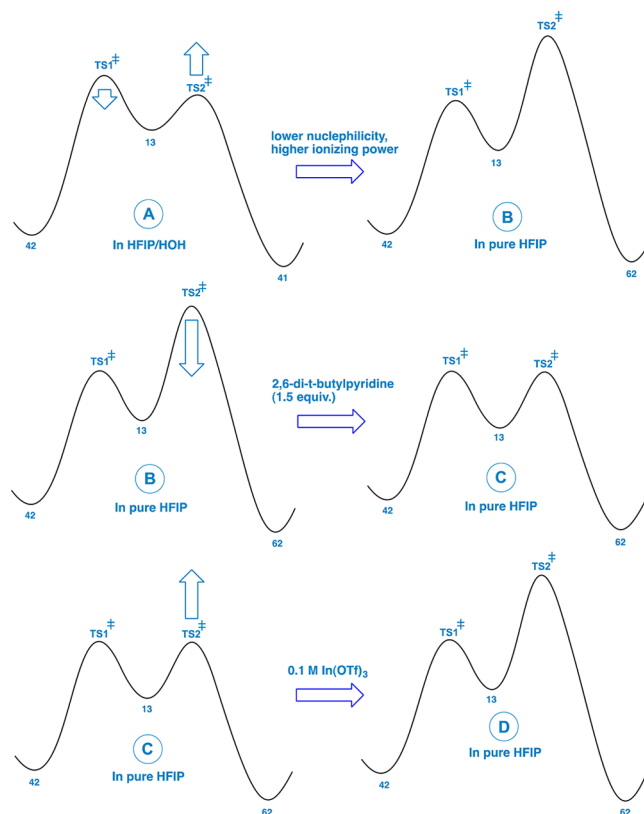 TS2‡
TS1‡
TS2‡
TS1‡
13
lower nuclephilicity,
higher ionizing power
13
A
B
42
In HFIP/HOH
41
42
In pure HFIP
62
TS2‡
TS1‡
TS1‡
TS2‡
2,6-di-t-butylpyridine
(1.5 equiv.)
13
13
B
C
42
In pure HFIP
62
42
In pure HFIP
62
TS2‡
TS1‡
TS2‡
TS1‡
0.1 M In(OTf)3
13
13
C
D
42
In pure HFIP
62
42
In pure HFIP
62